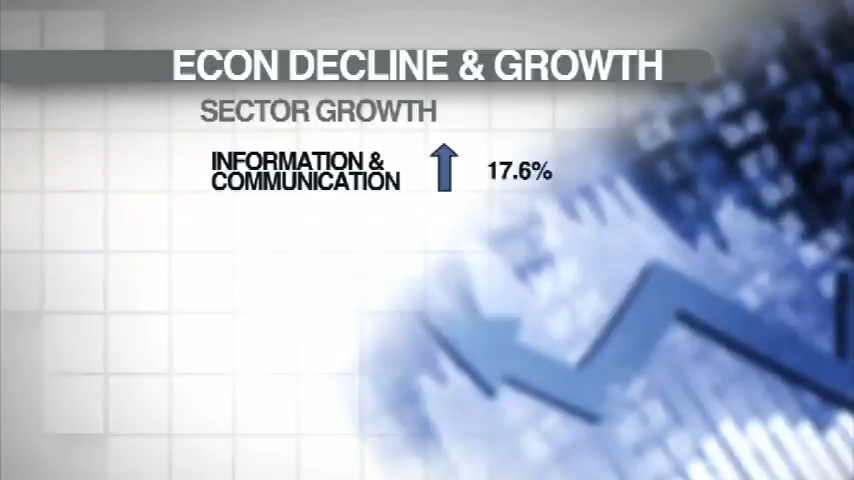 ECON DECLINE & GROWTH
SECTOR GROWTH
INFORMATION &
COMMUNICATION
17.6%